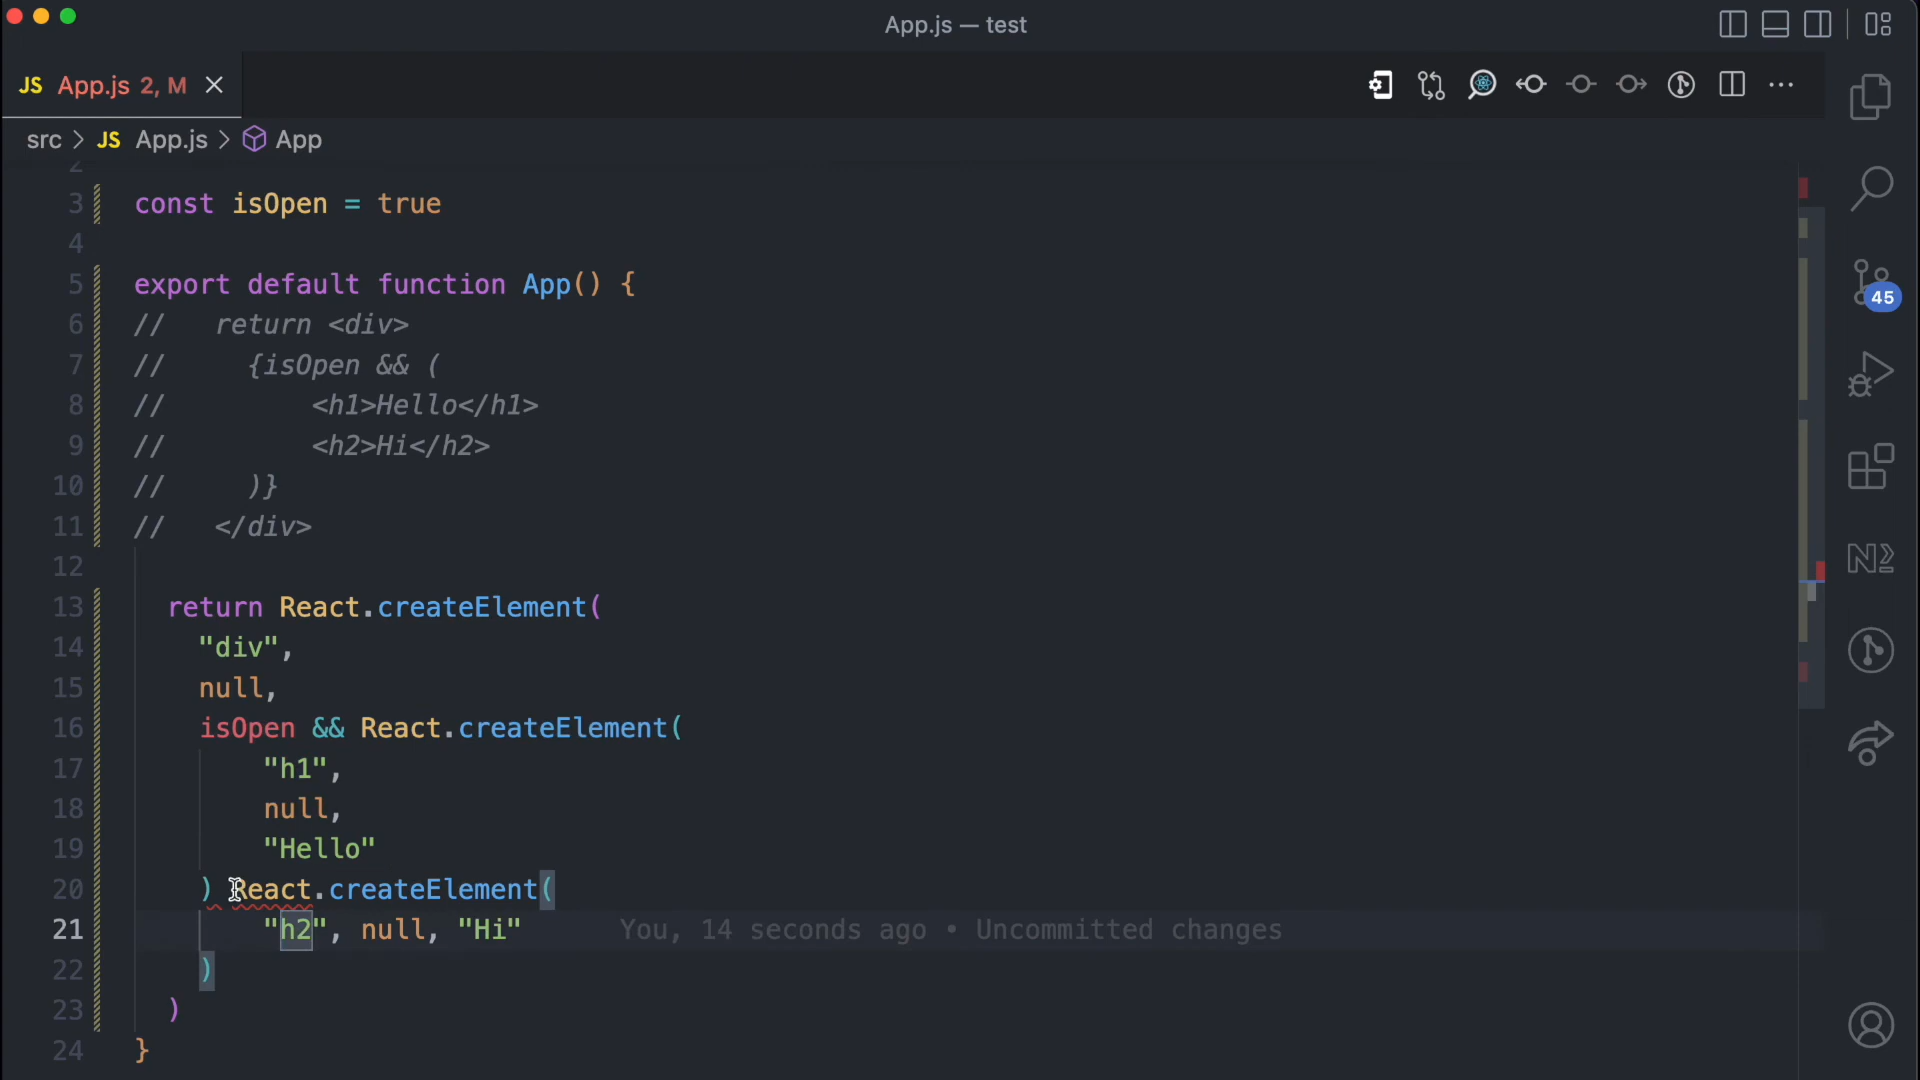 App.js — test
JS App.js 2, M
src > JS App.js > App
2
3 const isOpen = true
4
5 export default function App() {
6 //   return <div>
7 //     {isOpen && (
8 //         <h1>Hello</h1>
9 //         <h2>Hi</h2>
10 //     )}
11 //   </div>
12
13   return React.createElement(
14     "div",
15     null,
16     isOpen && React.createElement(
17         "h1",
18         null,
19         "Hello"
20     ) React.createElement(
21         "h2", null, "Hi"      You, 14 seconds ago • Uncommitted changes
22     )
23   )
24 }
45
N